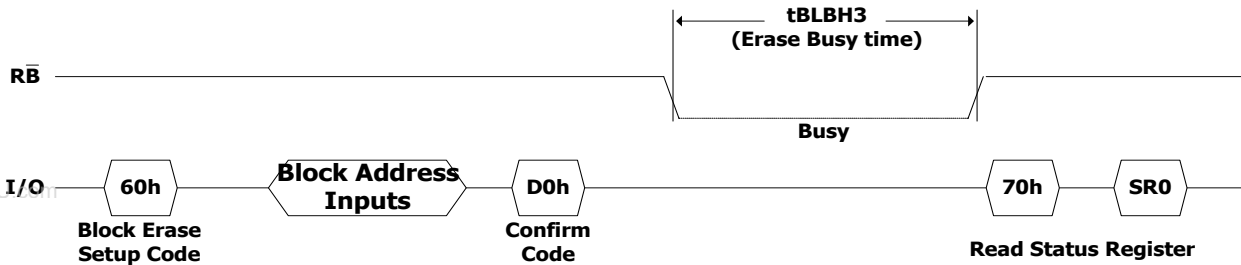 tBLBH3
(Erase Busy time)
RB̅
Busy
I/O
60h
Block Address
Inputs
D0h
70h
SR0
Block Erase
Setup Code
Confirm
Code
Read Status Register